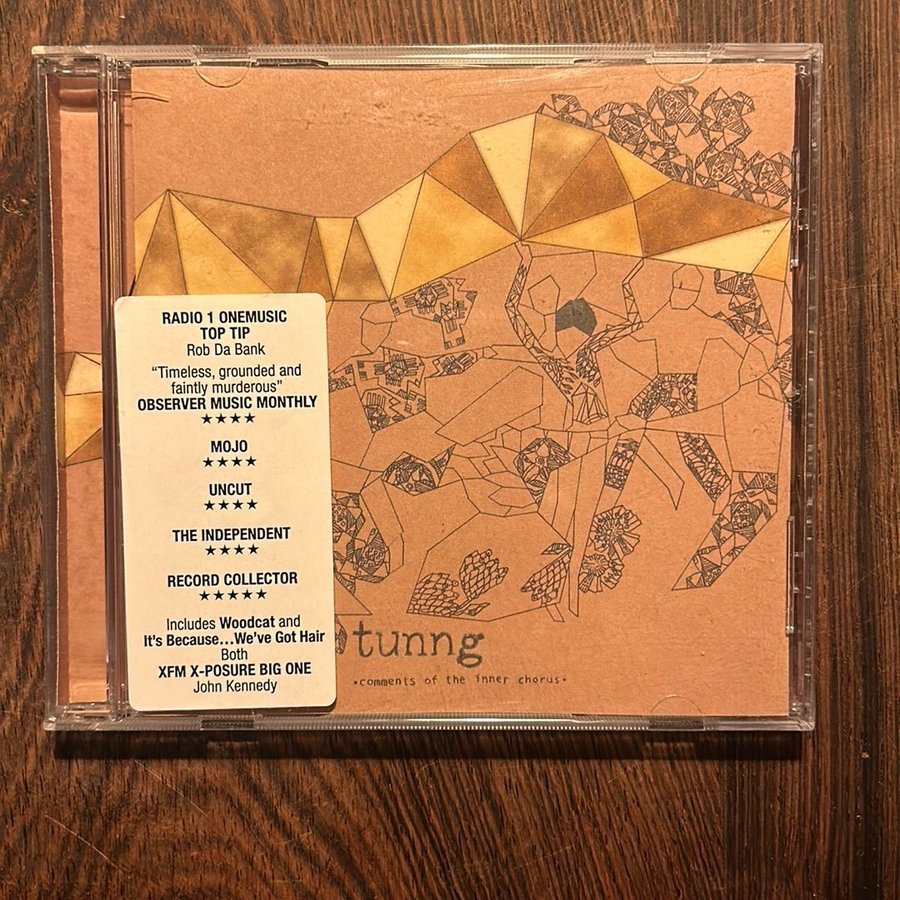 RADIO 1 ONEMUSIC
TOP TIP
Rob Da Bank
“Timeless, grounded and
faintly murderous”
OBSERVER MUSIC MONTHLY
★★★★
MOJO
★★★★
UNCUT
★★★★
THE INDEPENDENT
★★★★
RECORD COLLECTOR
★★★★★
Includes Woodcat and
It's Because...We've Got Hair
Both
XFM X-POSURE BIG ONE
John Kennedy
tunng
•comments of the inner chorus•